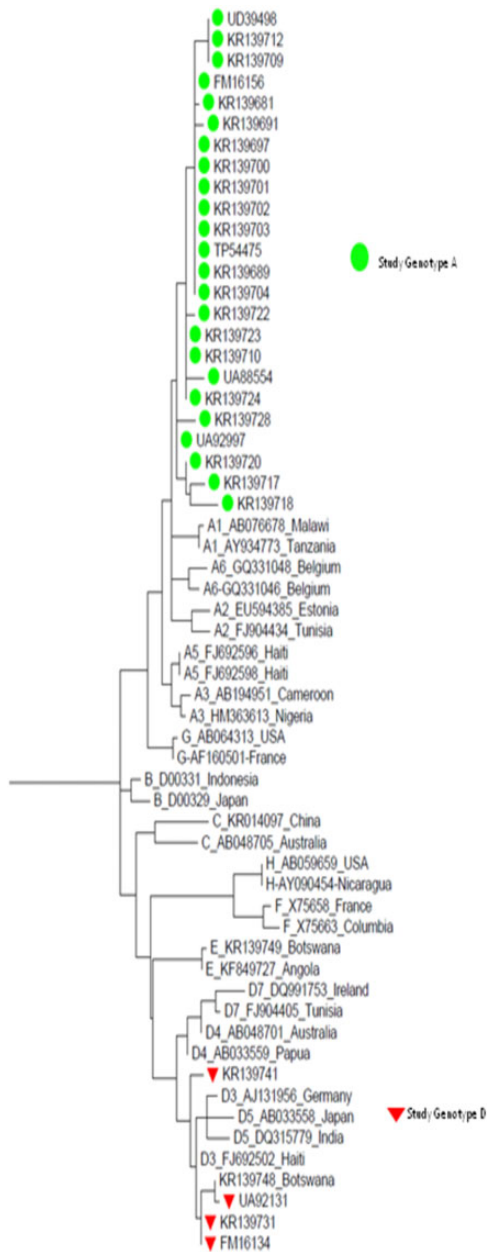 UD39498
KR139712
KR139709
FM16156
KR139681
KR139691
KR139697
KR139700
KR139701
KR139702
KR139703
TP54475
KR139689
KR139704
KR139722
KR139723
KR139710
UA88554
KR139724
KR139728
UA92997
KR139720
KR139717
KR139718
A1_AB076678_Malawi
A1_AY934773_Tanzania
A6_GQ331048_Belgium
A6-GQ331046_Belgium
A2_EU594385_Estonia
A2_FJ904434_Tunisia
A5_FJ692596_Haiti
A5_FJ692598_Haiti
A3_AB194951_Cameroon
A3_HM363613_Nigeria
G_AB064313_USA
G-AF160501-France
B_D00331_Indonesia
B_D00329_Japan
C_KR014097_China
C_AB048705_Australia
H_AB059659_USA
H-AY090454-Nicaragua
F_X75658_France
F_X75663_Columbia
E_KR139749_Botswana
E_KF849727_Angola
D7_DQ991753_Ireland
D7_FJ904405_Tunisia
D4_AB048701_Australia
D4_AB033559_Papua
KR139741
D3_AJ131956_Germany
D5_AB033558_Japan
D5_DQ315779_India
D3_FJ692502_Haiti
KR139748_Botswana
UA92131
KR139731
FM16134
Study Genotype A
Study Genotype D